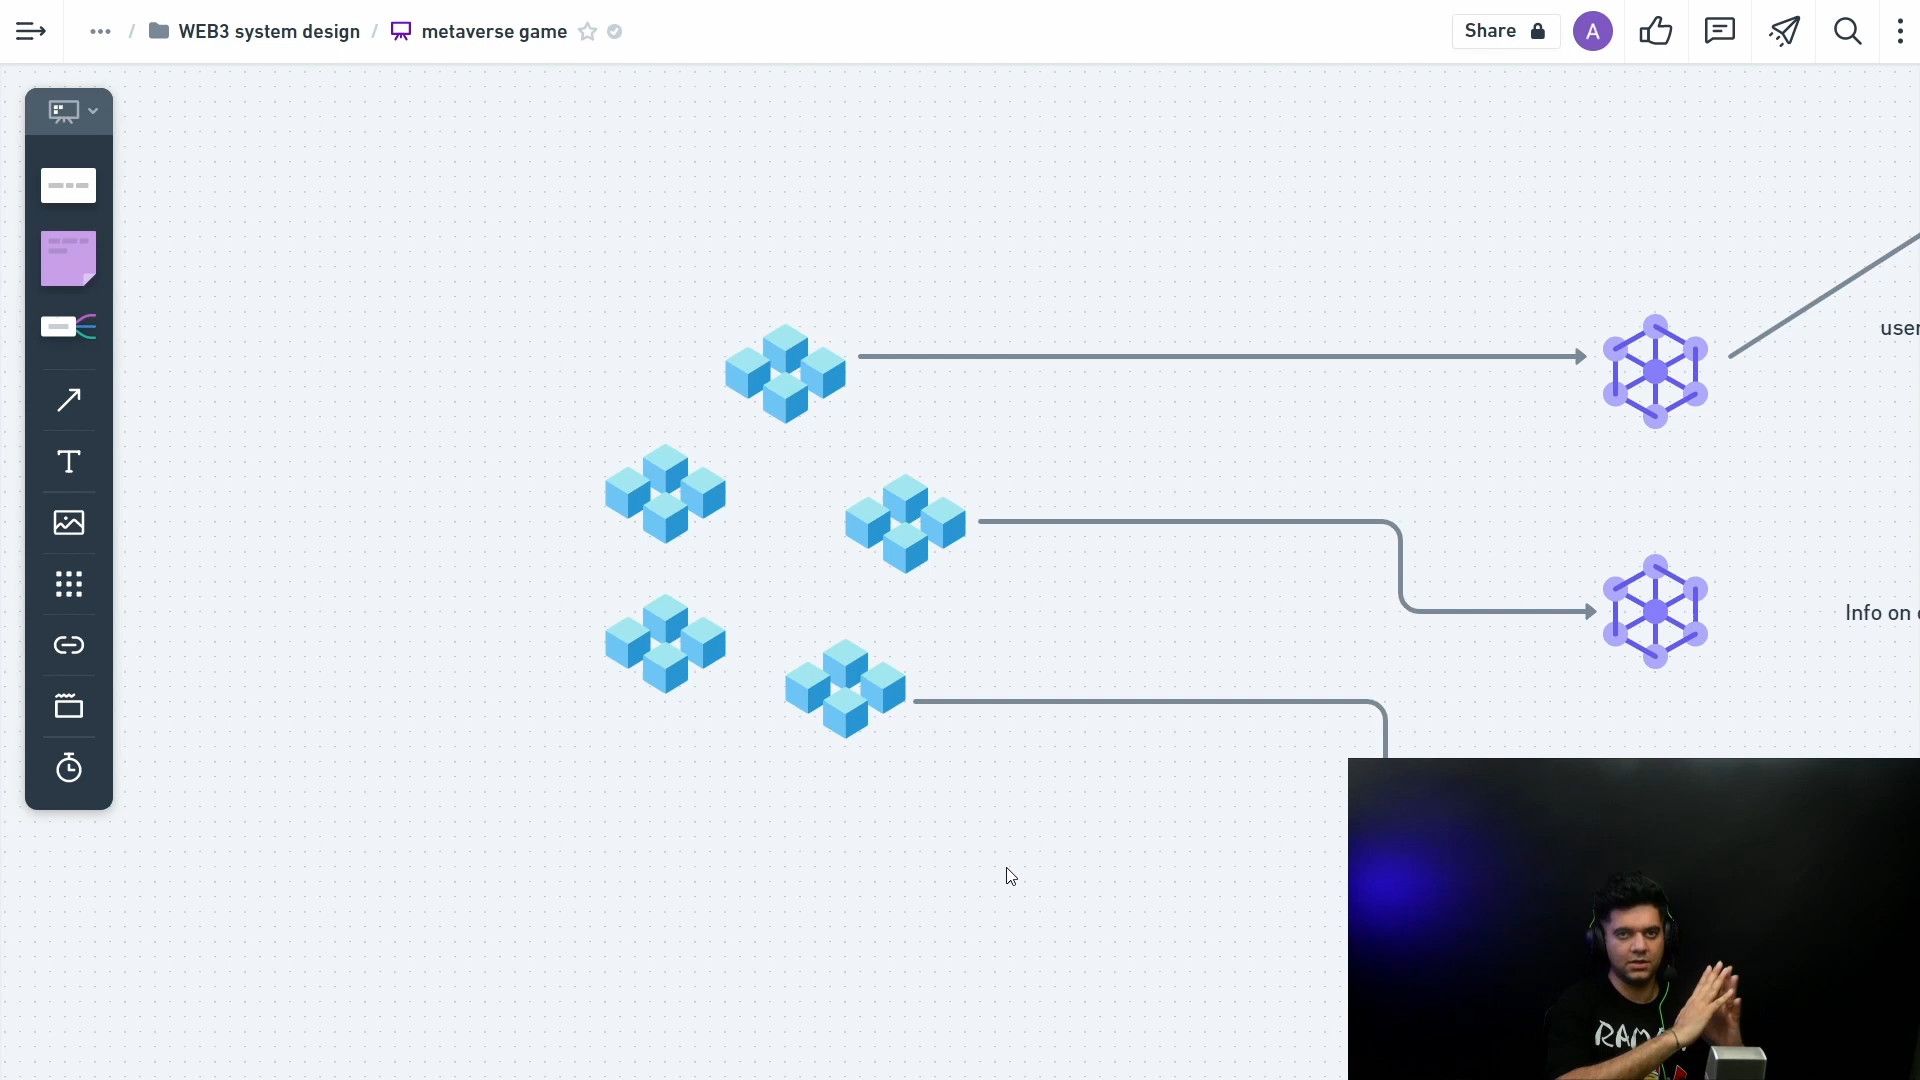 ... / WEB3 system design / metaverse game
Share
A
T
user
Info on